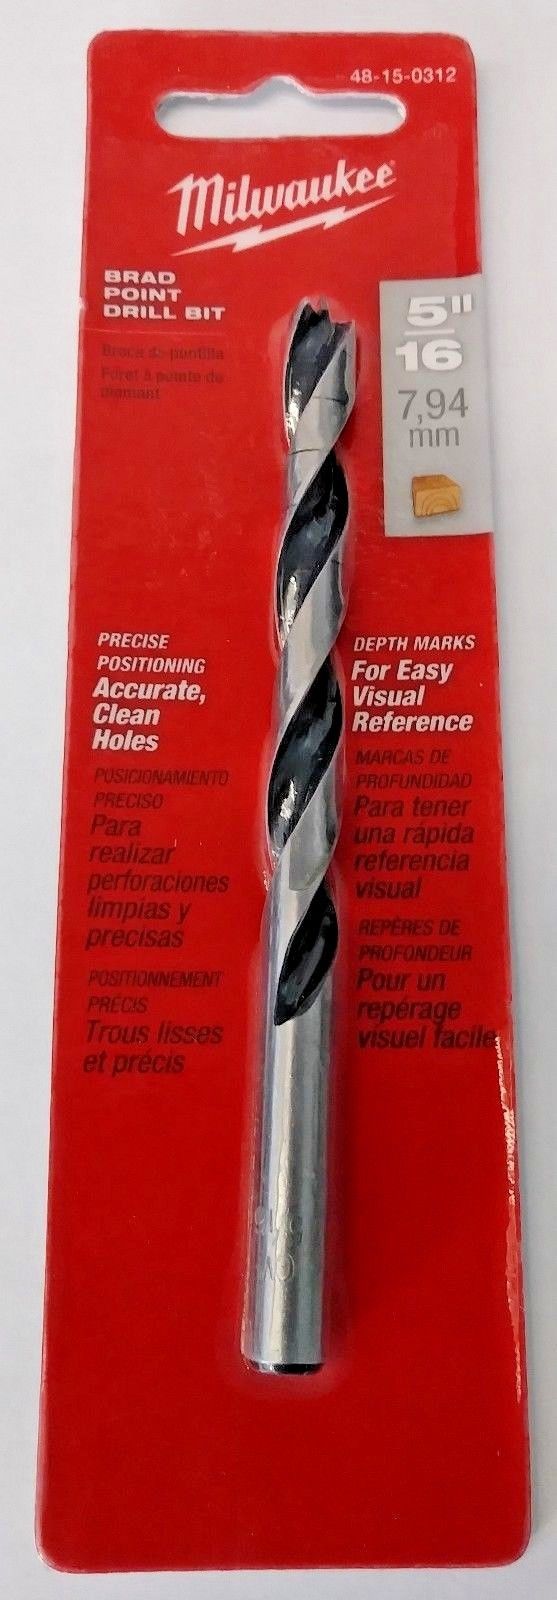 48-15-0312
Milwaukee
BRAD
POINT
DRILL BIT
Broca de puntilla
Foret à pointe de
diamant
5"
16
7,94
mm
PRECISE
POSITIONING
Accurate,
Clean
Holes
POSICIONAMIENTO
PRECISO
Para
realizar
perforaciones
limpias y
precisas
POSITIONNEMENT
PRÉCIS
Trous lisses
et précis
DEPTH MARKS
For Easy
Visual
Reference
MARCAS DE
PROFUNDIDAD
Para tener
una rápida
referencia
visual
REPÈRES DE
PROFONDEUR
Pour un
repérage
visuel facile